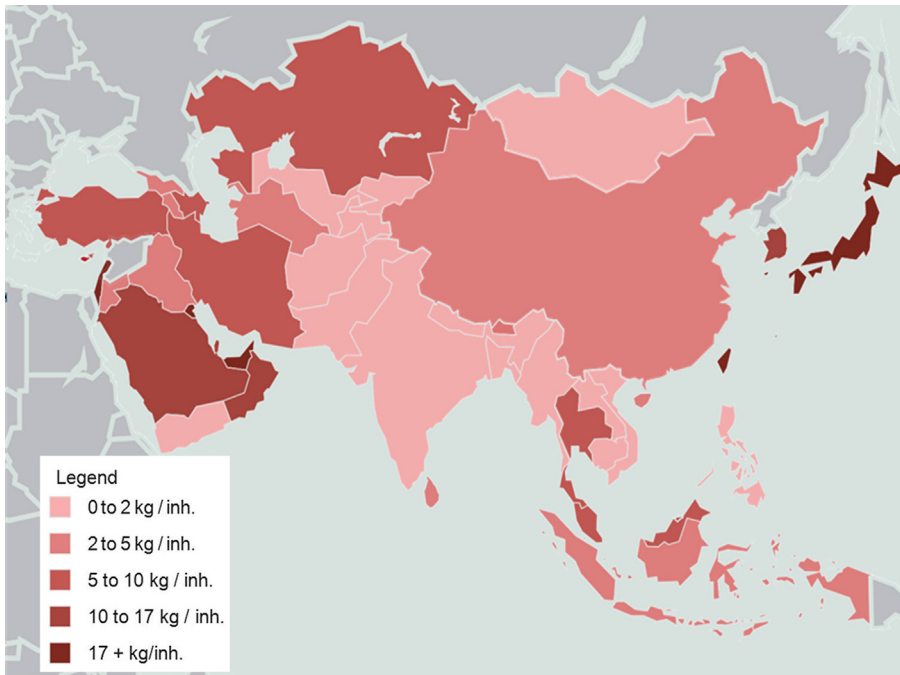 Legend
0 to 2 kg / inh.
2 to 5 kg / inh.
5 to 10 kg / inh.
10 to 17 kg / inh.
17 + kg/inh.